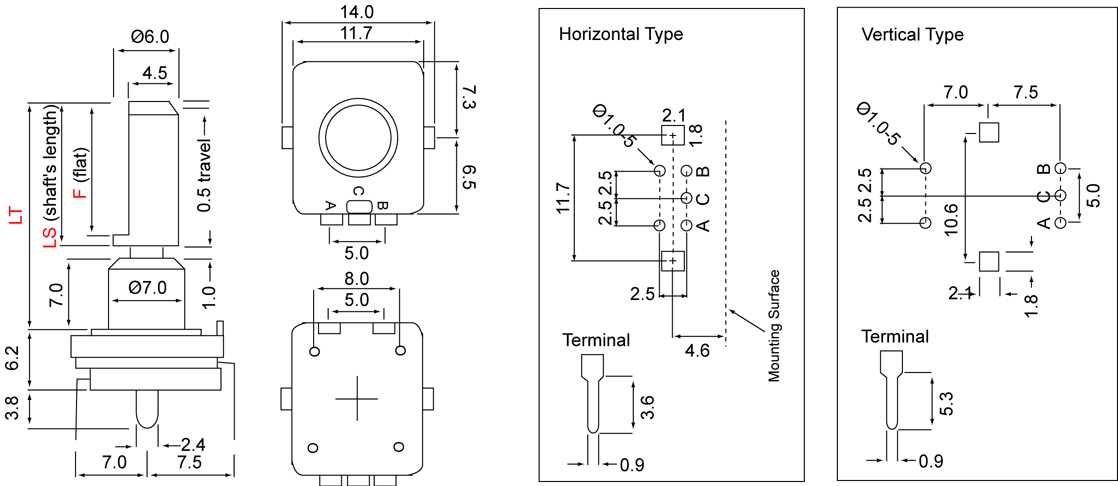 Ø6.0
4.5
LT
LS (shaft's length)
F (flat)
0.5 travel
7.0
Ø7.0
1.0
6.2
3.8
2.4
7.0
7.5
14.0
11.7
7.3
6.5
C
A
B
5.0
8.0
5.0
Horizontal Type
Ø1.0-5
2.1
1.8
11.7
2.5
2.5
B
C
A
2.5
4.6
Mounting Surface
Terminal
3.6
0.9
Vertical Type
7.0
7.5
Ø1.0-5
2.5
2.5
10.6
B
C
A
5.0
2.1
1.8
Terminal
5.3
0.9